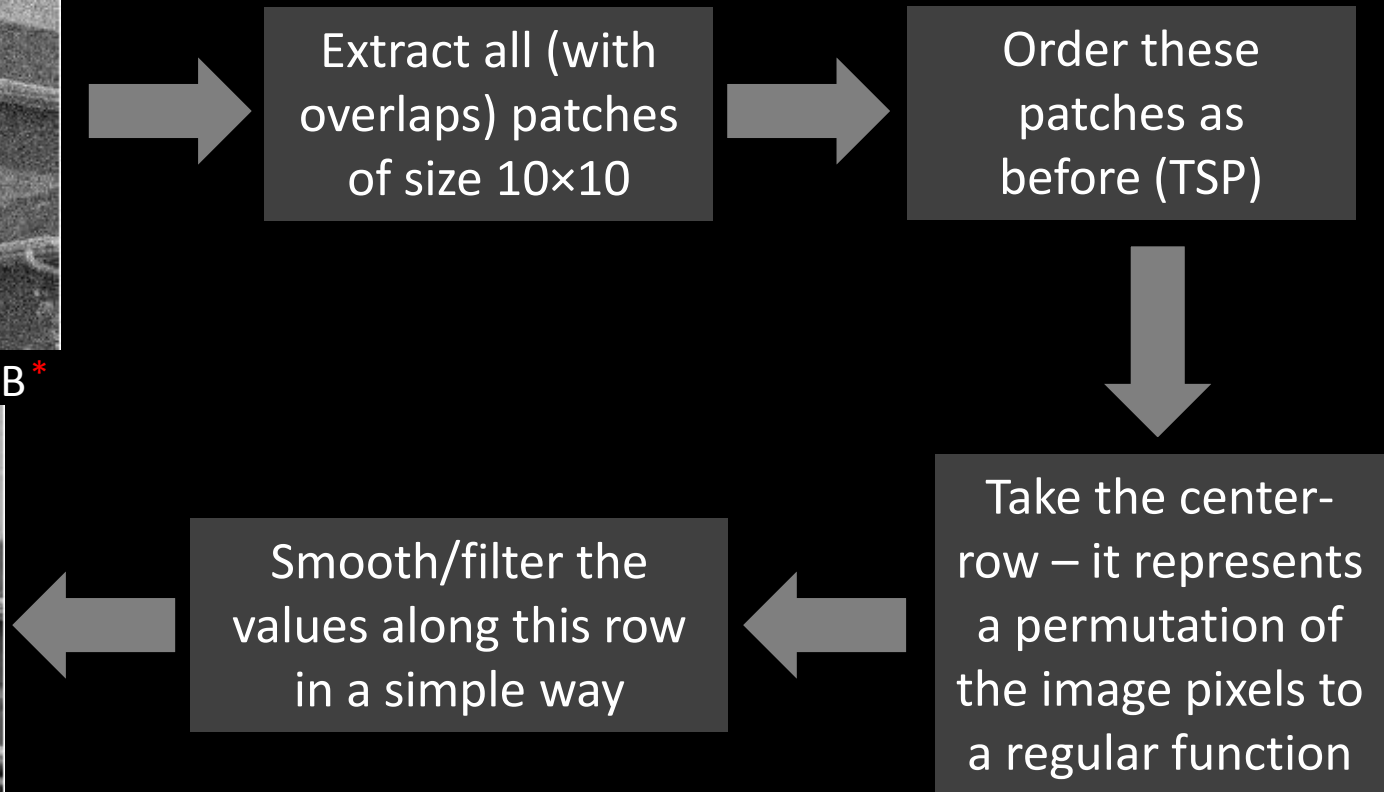 Extract all (with
overlaps) patches
of size 10×10
Order these
patches as
before (TSP)
B*
Take the center-
row – it represents
a permutation of
the image pixels to
a regular function
Smooth/filter the
values along this row
in a simple way